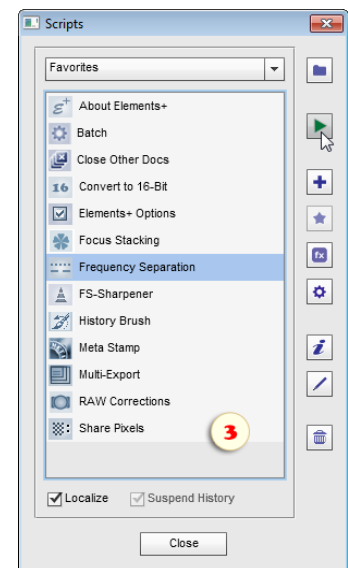 Scripts
Favorites
ε+ About Elements+
Batch
Close Other Docs
16 Convert to 16-Bit
Elements+ Options
Focus Stacking
Frequency Separation
FS-Sharpener
History Brush
Meta Stamp
Multi-Export
RAW Corrections
Share Pixels
3
fx
i
Localize Suspend History
Close